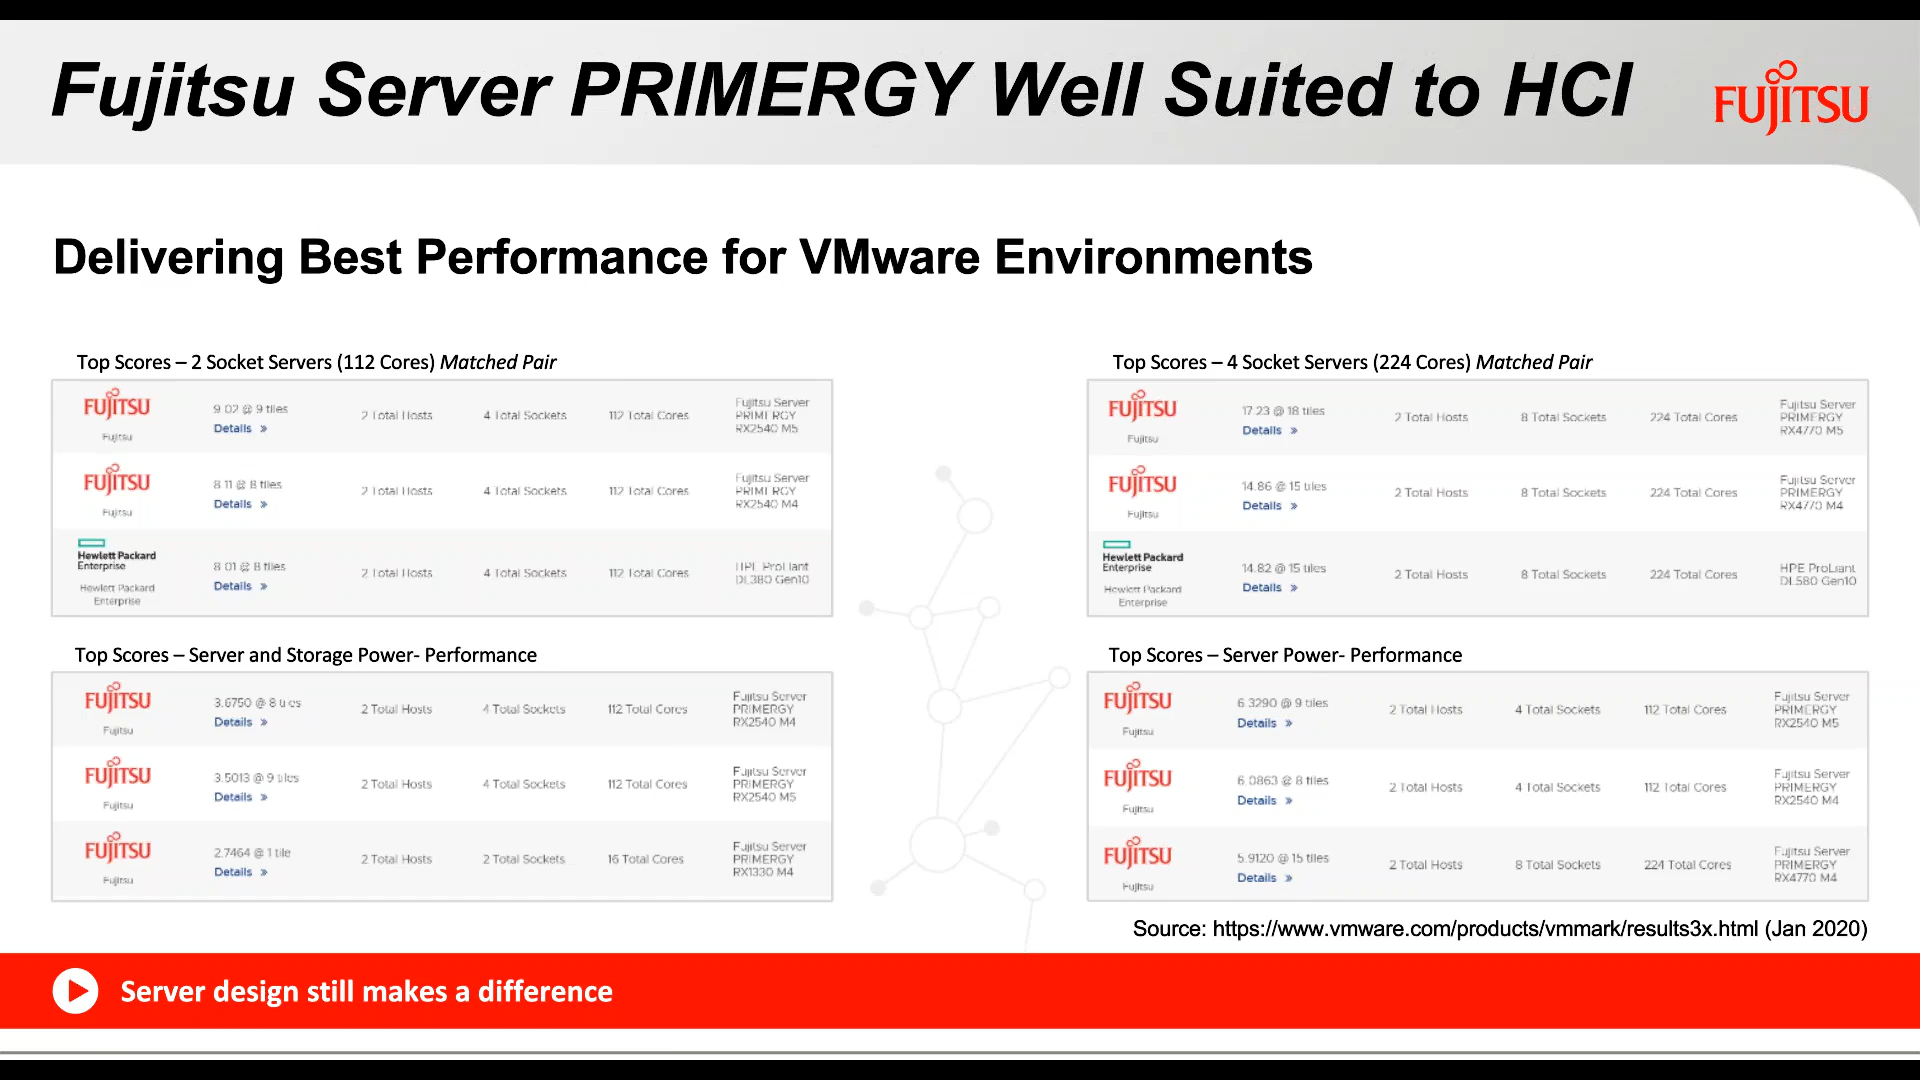 Fujitsu Server PRIMERGY Well Suited to HCI
FUJITSU
Delivering Best Performance for VMware Environments
Top Scores – 2 Socket Servers (112 Cores) Matched Pair
FUJITSU
Fujitsu
9.02 @ 9 tiles
Details »
2 Total Hosts
4 Total Sockets
112 Total Cores
Fujitsu Server
PRIMERGY
RX2540 M5
FUJITSU
Fujitsu
8.11 @ 8 tiles
Details »
2 Total Hosts
4 Total Sockets
112 Total Cores
Fujitsu Server
PRIMERGY
RX2540 M4
Hewlett Packard
Enterprise
Hewlett Packard
Enterprise
8.01 @ 8 tiles
Details »
2 Total Hosts
4 Total Sockets
112 Total Cores
HPE ProLiant
DL380 Gen10
Top Scores – 4 Socket Servers (224 Cores) Matched Pair
FUJITSU
Fujitsu
17.23 @ 18 tiles
Details »
2 Total Hosts
8 Total Sockets
224 Total Cores
Fujitsu Server
PRIMERGY
RX4770 M5
FUJITSU
Fujitsu
14.86 @ 15 tiles
Details »
2 Total Hosts
8 Total Sockets
224 Total Cores
Fujitsu Server
PRIMERGY
RX4770 M4
Hewlett Packard
Enterprise
Hewlett Packard
Enterprise
14.82 @ 15 tiles
Details »
2 Total Hosts
8 Total Sockets
224 Total Cores
HPE ProLiant
DL580 Gen10
Top Scores – Server and Storage Power- Performance
FUJITSU
Fujitsu
3.6750 @ 8 tiles
Details »
2 Total Hosts
4 Total Sockets
112 Total Cores
Fujitsu Server
PRIMERGY
RX2540 M4
FUJITSU
Fujitsu
3.5013 @ 9 tiles
Details »
2 Total Hosts
4 Total Sockets
112 Total Cores
Fujitsu Server
PRIMERGY
RX2540 M5
FUJITSU
Fujitsu
2.7464 @ 1 tile
Details »
2 Total Hosts
2 Total Sockets
16 Total Cores
Fujitsu Server
PRIMERGY
RX1330 M4
Top Scores – Server Power- Performance
FUJITSU
Fujitsu
6.3290 @ 9 tiles
Details »
2 Total Hosts
4 Total Sockets
112 Total Cores
Fujitsu Server
PRIMERGY
RX2540 M5
FUJITSU
Fujitsu
6.0863 @ 8 tiles
Details »
2 Total Hosts
4 Total Sockets
112 Total Cores
Fujitsu Server
PRIMERGY
RX2540 M4
FUJITSU
Fujitsu
5.9120 @ 15 tiles
Details »
2 Total Hosts
8 Total Sockets
224 Total Cores
Fujitsu Server
PRIMERGY
RX4770 M4
Source: https://www.vmware.com/products/vmmark/results3x.html (Jan 2020)
Server design still makes a difference